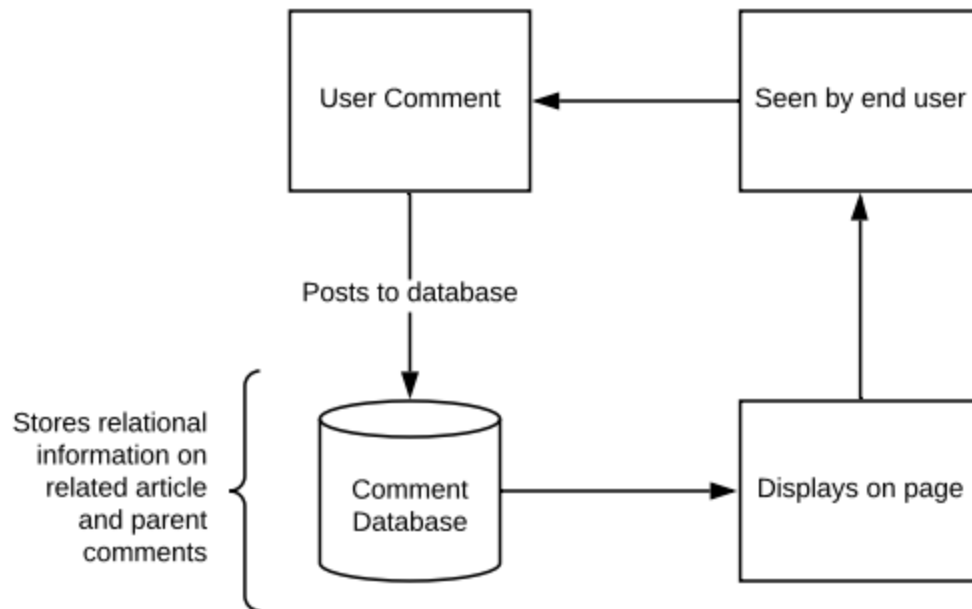 User Comment
Seen by end user
Posts to database
Stores relational
information on
related article
and parent
comments
Comment
Database
Displays on page